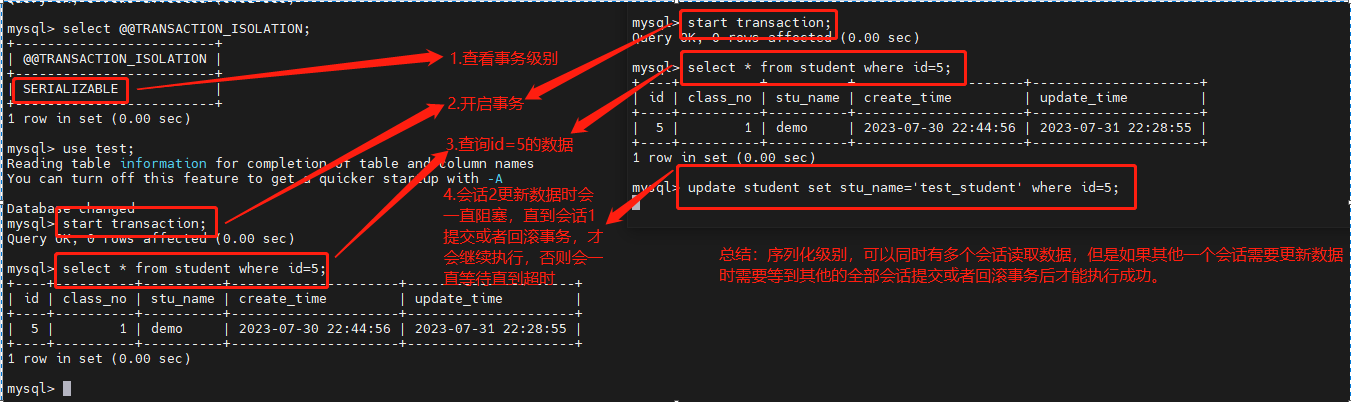 mysql> select @@TRANSACTION_ISOLATION;
+-------------------------+
| @@TRANSACTION_ISOLATION |
+-------------------------+
| SERIALIZABLE            |
1 row in set (0.00 sec)
mysql> use test;
Reading table information for completion of table and column names
You can turn off this feature to get a quicker startup with -A
Database changed
mysql> start transaction;
Query OK, 0 rows affected (0.00 sec)
mysql> select * from student where id=5;
+----+----------+----------+---------------------+---------------------+
| id | class_no | stu_name | create_time         | update_time         |
+----+----------+----------+---------------------+---------------------+
|  5 |        1 | demo     | 2023-07-30 22:44:56 | 2023-07-31 22:28:55 |
+----+----------+----------+---------------------+---------------------+
1 row in set (0.00 sec)
mysql>
1.查看事务级别
2.开启事务
3.查询id=5的数据
4.会话2更新数据时会
一直阻塞，直到会话1
提交或者回滚事务，才
会继续执行，否则会一
直等待直到超时
mysql> start transaction;
Query OK, 0 rows affected (0.00 sec)
mysql> select * from student where id=5;
+----+----------+----------+---------------------+---------------------+
| id | class_no | stu_name | create_time         | update_time         |
+----+----------+----------+---------------------+---------------------+
|  5 |        1 | demo     | 2023-07-30 22:44:56 | 2023-07-31 22:28:55 |
+----+----------+----------+---------------------+---------------------+
1 row in set (0.00 sec)
mysql> update student set stu_name='test_student' where id=5;
总结：序列化级别，可以同时有多个会话读取数据，但是如果其他一个会话需要更新数据
时需要等到其他的全部会话提交或者回滚事务后才能执行成功。